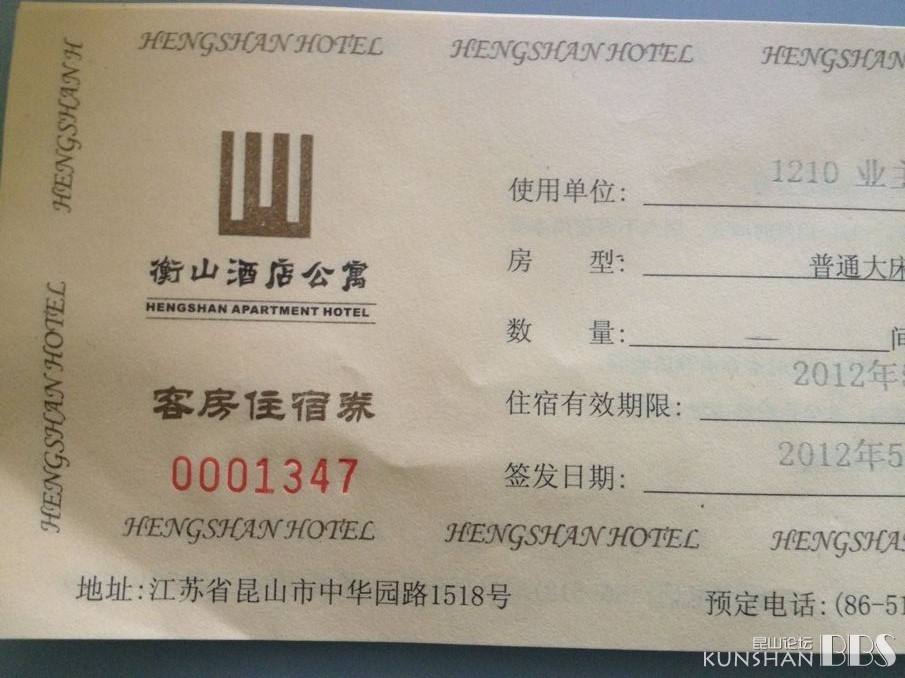 HENGSHAN HOTEL HENGSHAN HOTEL HENGSHAN
HENGSHAN H
HENGSHAN HOTEL
衡山酒店公寓
HENGSHAN APARTMENT HOTEL
客房住宿券
0001347
使用单位: 1210 业主
房 型: 普通大床
数 量: 一 间
住宿有效期限: 2012年5
签发日期: 2012年5
HENGSHAN HOTEL HENGSHAN HOTEL HENGSHA
地址:江苏省昆山市中华园路1518号
预定电话:(86-51
昆山论坛
KUNSHAN BBS